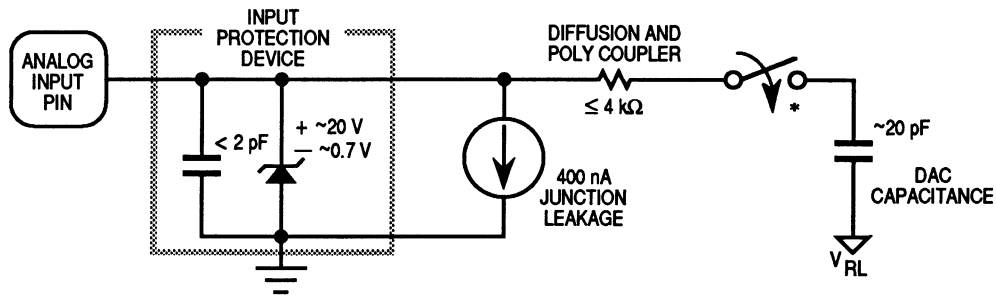 ANALOG
INPUT
PIN
INPUT
PROTECTION
DEVICE
< 2 pF
+ ~20 V
— ~0.7 V
400 nA
JUNCTION
LEAKAGE
DIFFUSION AND
POLY COUPLER
≤ 4 kΩ
*
~20 pF
DAC
CAPACITANCE
VRL